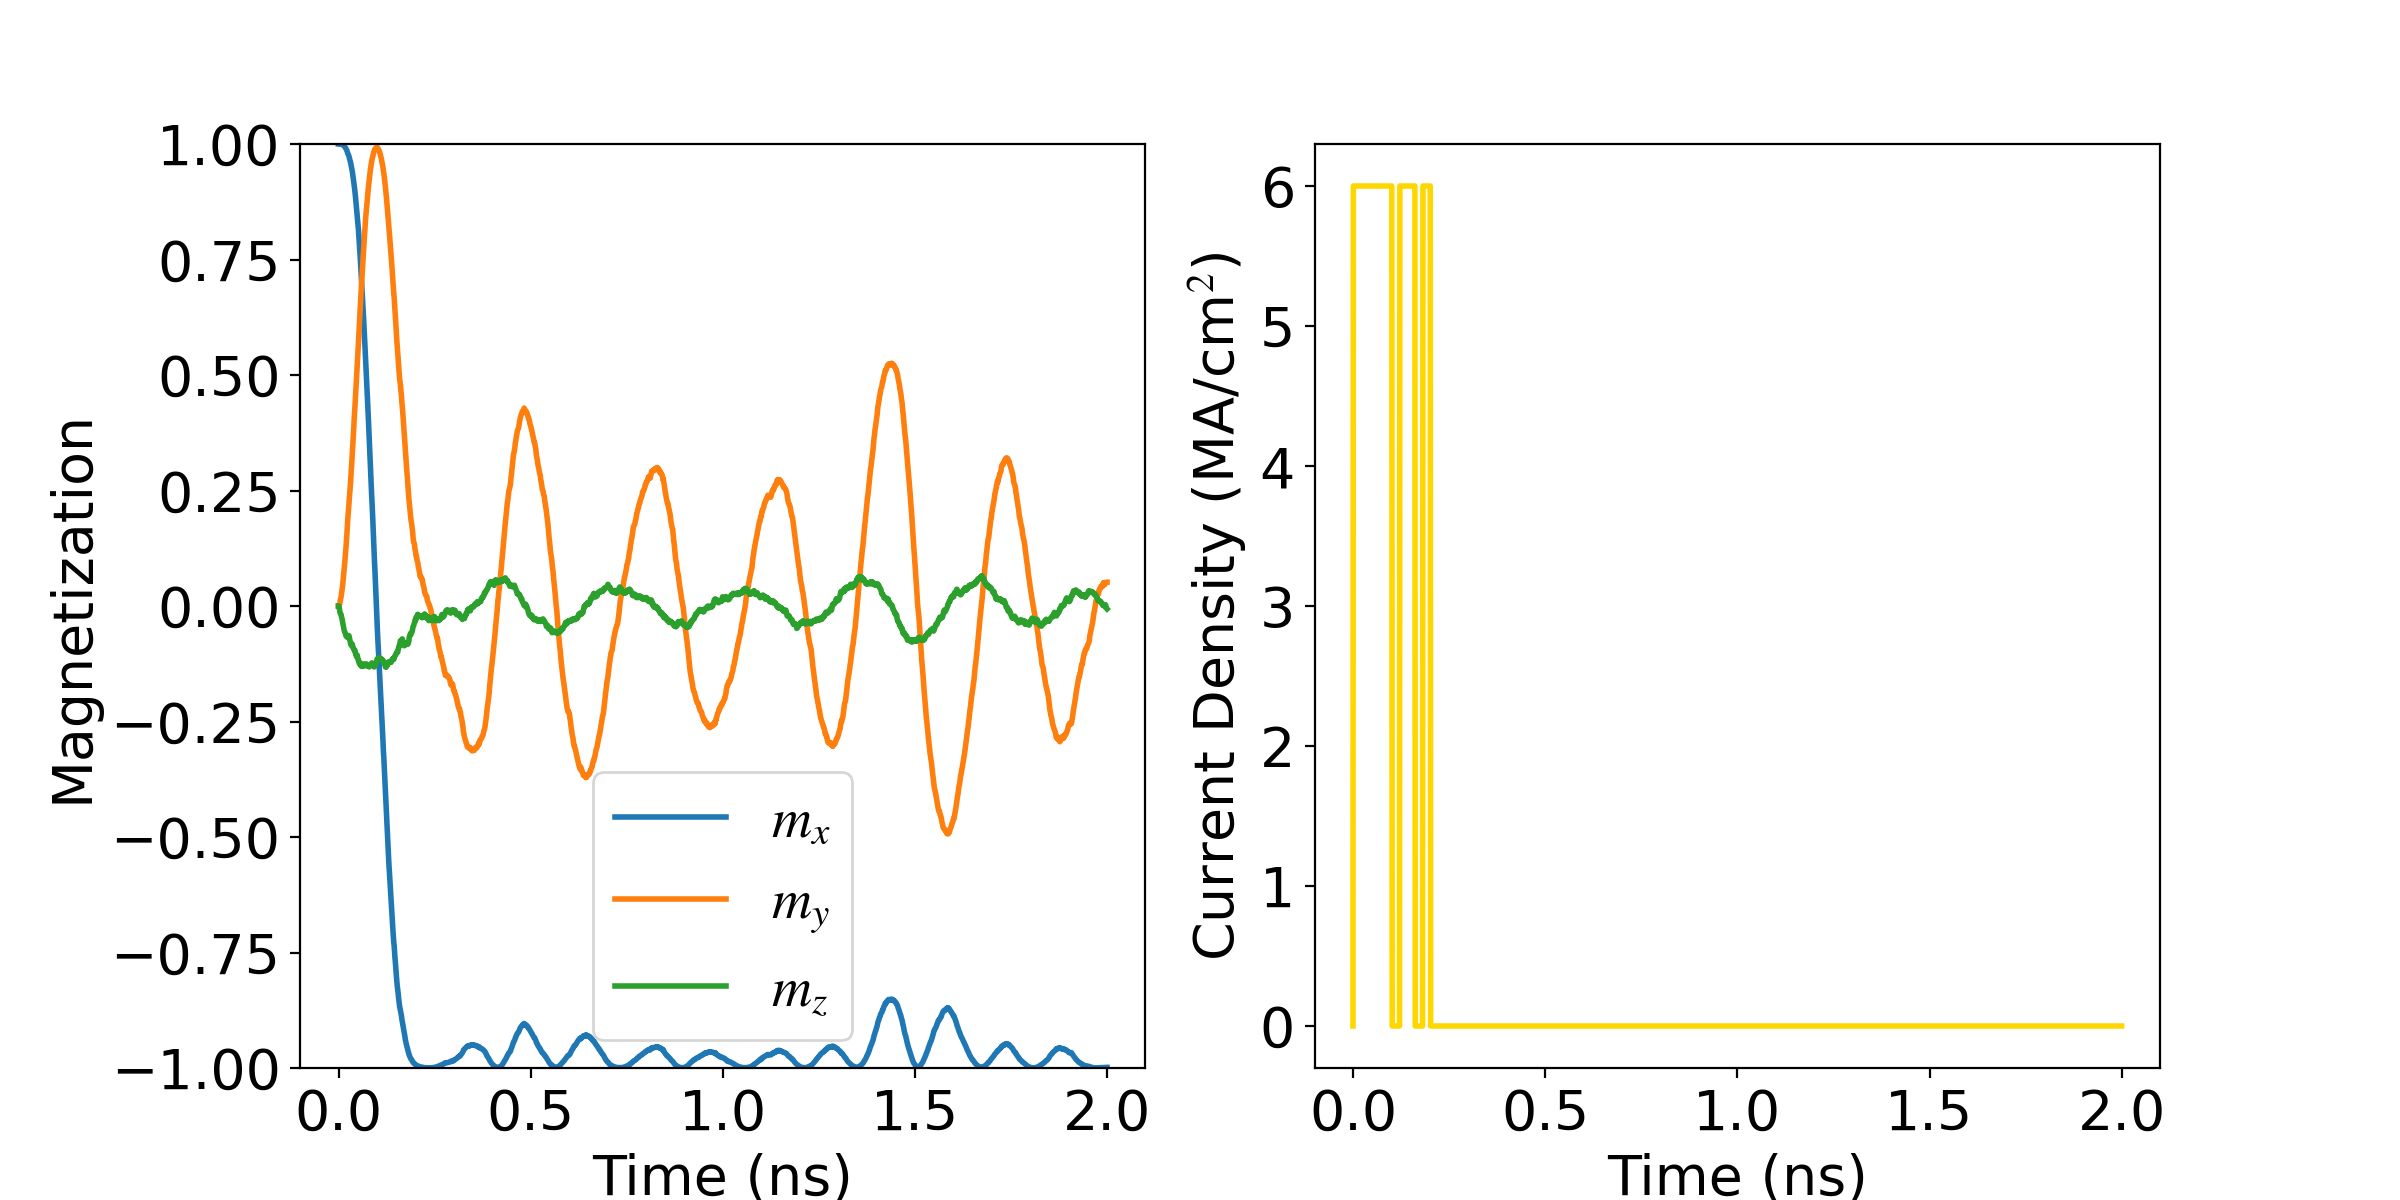 Magnetization
1.00
0.75
0.50
0.25
0.00
−0.25
−0.50
−0.75
−1.00
0.0 0.5 1.0 1.5 2.0
Time (ns)
mₓ
m_y
m_z
Current Density (MA/cm²)
6
5
4
3
2
1
0
0.0 0.5 1.0 1.5 2.0
Time (ns)